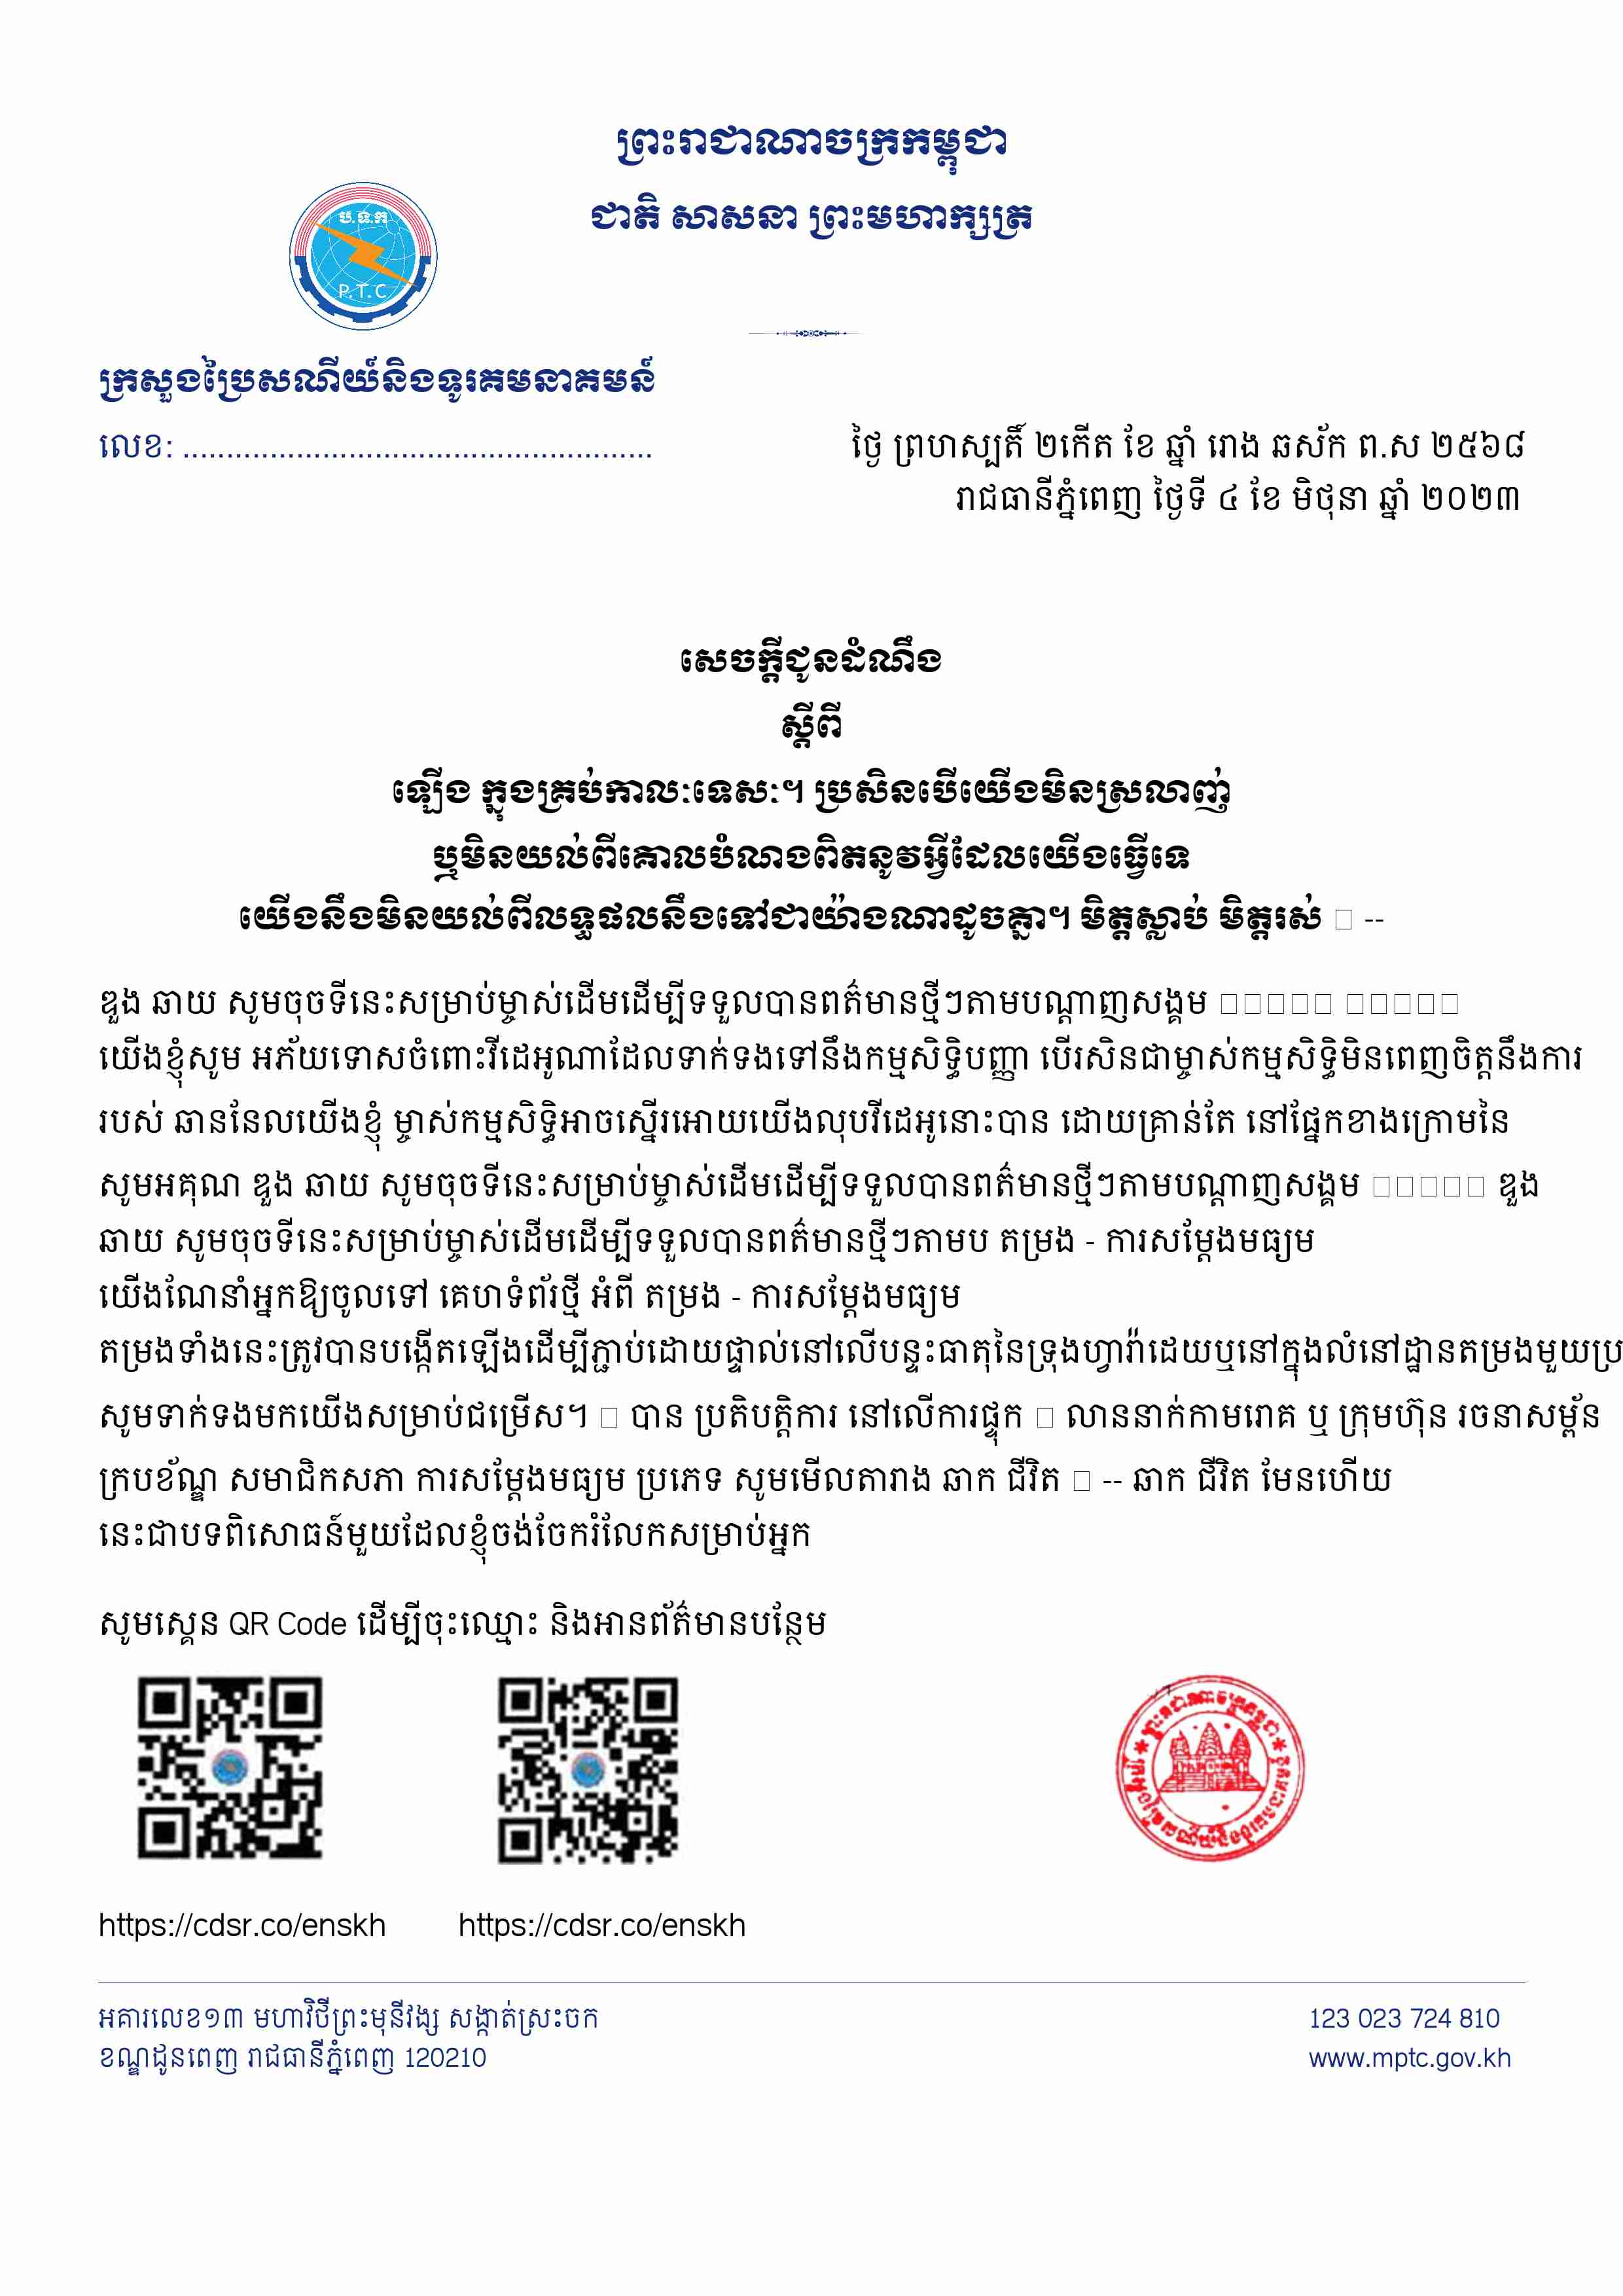 ព្រះរាជាណាចក្រកម្ពុជា
ជាតិ សាសនា ព្រះមហាក្សត្រ
ប.ទ.ក
P.T.C
ក្រសួងប្រៃសណីយ៍និងទូរគមនាគមន៍
លេខ: ......................................................
ថ្ងៃ ព្រហស្បតិ៍ ២កើត ខែ ឆ្នាំ រោង ឆស័ក ព.ស ២៥៦៨
រាជធានីភ្នំពេញ ថ្ងៃទី ៤ ខែ មិថុនា ឆ្នាំ ២០២៣
សេចក្តីជូនដំណឹង
ស្តីពី
ឡើង ក្នុងគ្រប់កាលៈទេសៈ។ ប្រសិនបើយើងមិនស្រលាញ់
ឬមិនយល់ពីគោលបំណងពិតនូវអ្វីដែលយើងធ្វើទេ
យើងនឹងមិនយល់ពីលទ្ធផលនឹងទៅជាយ៉ាងណាដូចគ្នា។ មិត្តស្លាប់ មិត្តរស់ --
ឌួង ឆាយ សូមចុចទីនេះសម្រាប់ម្ចាស់ដើមដើម្បីទទួលបានពត៌មានថ្មីៗតាមបណ្តាញសង្គម
យើងខ្ញុំសូម អភ័យទោសចំពោះវីដេអូណាដែលទាក់ទងទៅនឹងកម្មសិទ្ធិបញ្ញា បើរសិនជាម្ចាស់កម្មសិទ្ធិមិនពេញចិត្តនឹងការ
របស់ ឆានែនលយើងខ្ញុំ ម្ចាស់កម្មសិទ្ធិអាចស្នើរអោយយើងលុបវីដេអូនោះបាន ដោយគ្រាន់តែ នៅផ្នែកខាងក្រោមនៃ
សូមអគុណ ឌួង ឆាយ សូមចុចទីនេះសម្រាប់ម្ចាស់ដើមដើម្បីទទួលបានពត៌មានថ្មីៗតាមបណ្តាញសង្គម ឌួង
ឆាយ សូមចុចទីនេះសម្រាប់ម្ចាស់ដើមដើម្បីទទួលបានពត៌មានថ្មីៗតាមប តម្រង - ការសម្តែងមធ្យម
យើងណែនាំអ្នកឱ្យចូលទៅ គេហទំព័រថ្មី អំពី តម្រង - ការសម្តែងមធ្យម
តម្រងទាំងនេះត្រូវបានបង្កើតឡើងដើម្បីភ្ជាប់ដោយផ្ទាល់នៅលើបន្ទះធាតុនៃទ្រុងហ្វារ៉ាដេយឬនៅក្នុងលំនៅដ្ឋានតម្រងមួយប្រ
សូមទាក់ទងមកយើងសម្រាប់ជម្រើស។ បាន ប្រតិបត្តិការ នៅលើការផ្ទុក លាននាក់កាមរោគ ឬ ក្រុមហ៊ុន រចនាសម្ព័ន
ក្របខ័ណ្ឌ សមាជិកសភា ការសម្តែងមធ្យម ប្រភេទ សូមមើលតារាង ឆាក ជីវិត -- ឆាក ជីវិត មែនហើយ
នេះជាបទពិសោធន៍មួយដែលខ្ញុំចង់ចែករំលែកសម្រាប់អ្នក
សូមស្គេន QR Code ដើម្បីចុះឈ្មោះ និងអានព័ត៌មានបន្ថែម
ព្រះរាជាណាចក្រកម្ពុជា
https://cdsr.co/enskh https://cdsr.co/enskh
អគារលេខ១៣ មហាវិថីព្រះមុនីវង្ស សង្កាត់ស្រះចក
ខណ្ឌដូនពេញ រាជធានីភ្នំពេញ 120210
123 023 724 810
www.mptc.gov.kh